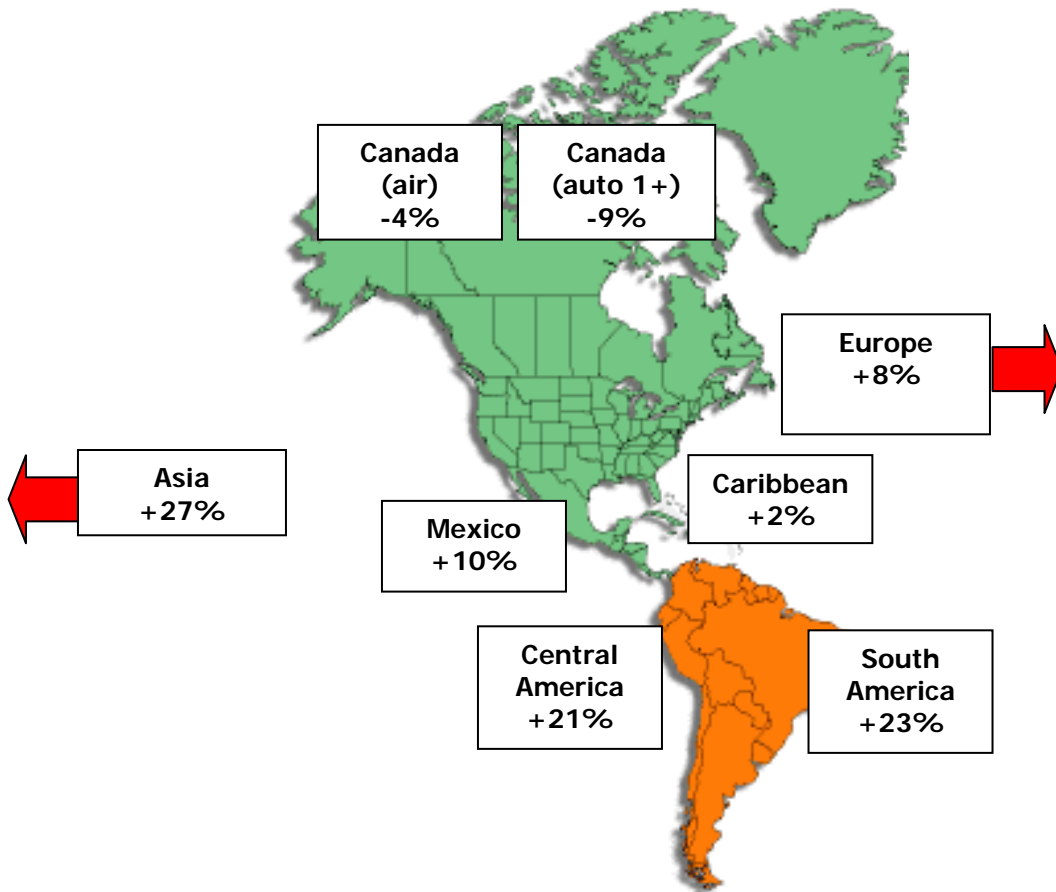 Canada
(air)
-4%
Canada
(auto 1+)
-9%
Europe
+8%
Asia
+27%
Caribbean
+2%
Mexico
+10%
Central
America
+21%
South
America
+23%